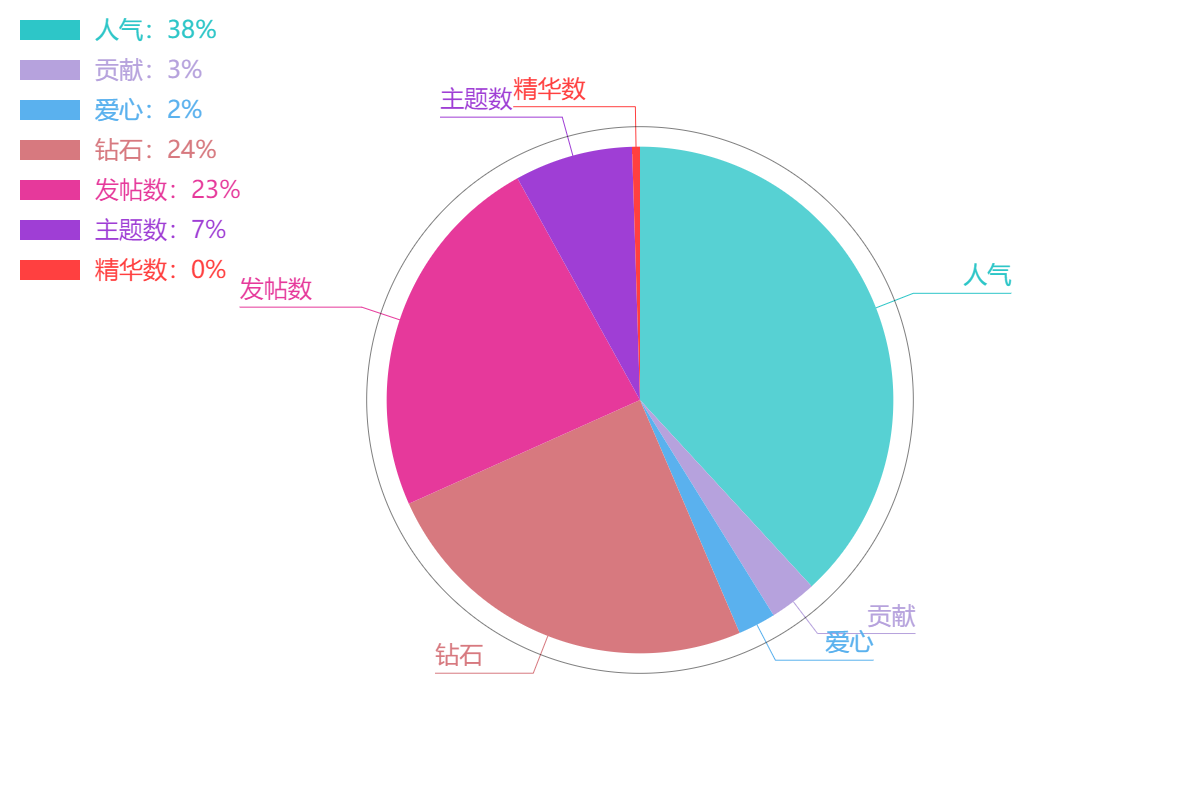 人气：38%
贡献：3%
爱心：2%
钻石：24%
发帖数：23%
主题数：7%
精华数：0%
主题数
精华数
发帖数
人气
贡献
爱心
钻石